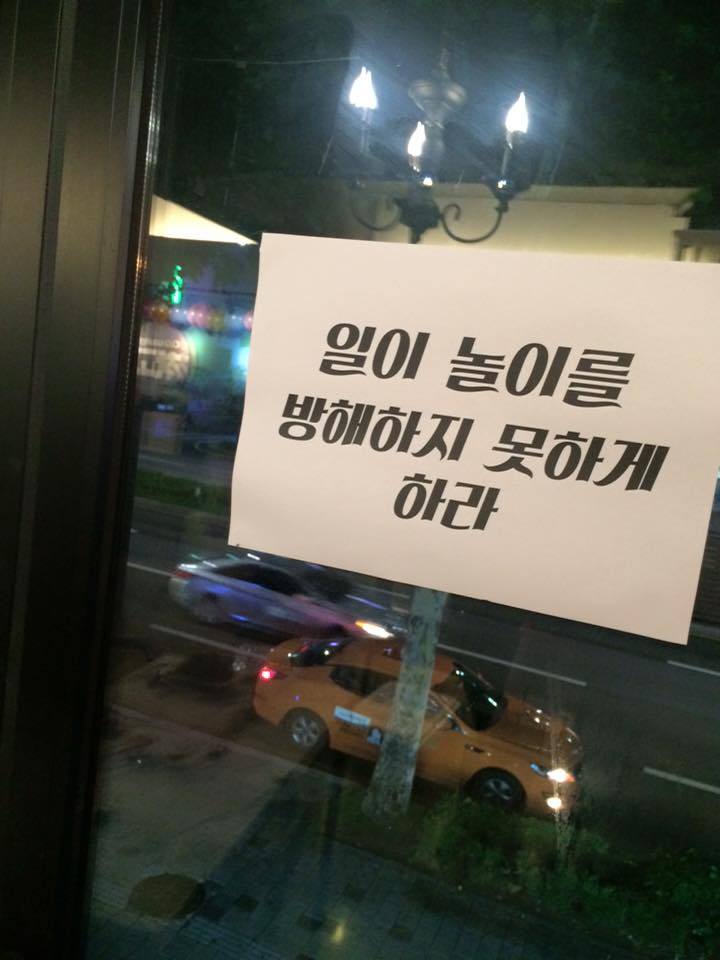 일이 놀이를
방해하지 못하게
하라